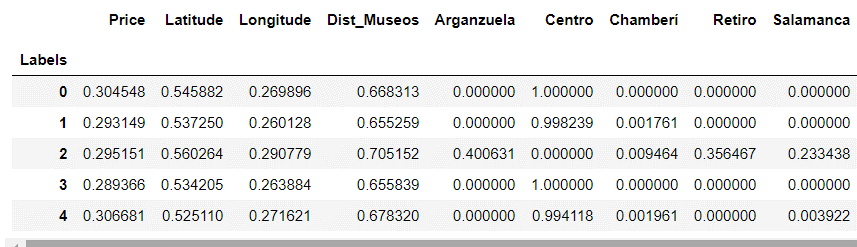 Price Latitude Longitude Dist_Museos Arganzuela Centro Chamberí Retiro Salamanca
Labels
0 0.304548 0.545882 0.269896 0.668313 0.000000 1.000000 0.000000 0.000000 0.000000
1 0.293149 0.537250 0.260128 0.655259 0.000000 0.998239 0.001761 0.000000 0.000000
2 0.295151 0.560264 0.290779 0.705152 0.400631 0.000000 0.009464 0.356467 0.233438
3 0.289366 0.534205 0.263884 0.655839 0.000000 1.000000 0.000000 0.000000 0.000000
4 0.306681 0.525110 0.271621 0.678320 0.000000 0.994118 0.001961 0.000000 0.003922